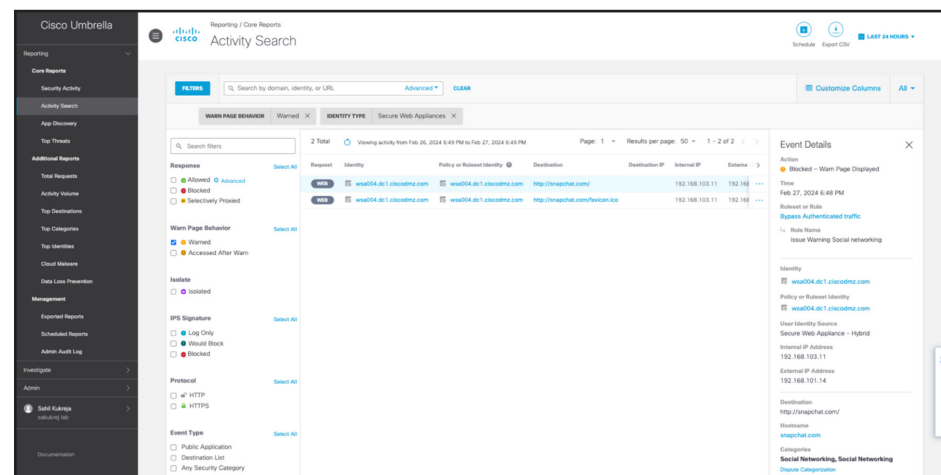 Cisco Umbrella
Reporting
Core Reports
Security Activity
Activity Search
App Discovery
Top Threats
Additional Reports
Total Requests
Activity Volume
Top Destinations
Top Categories
Top Identities
Cloud Malware
Data Loss Prevention
Management
Exported Reports
Scheduled Reports
Admin Audit Log
Investigate
Admin
Sahil Kukreja
sakukrej lab
Documentation
CISCO
Reporting / Core Reports
Activity Search
Schedule Export CSV
LAST 24 HOURS
FILTERS Search by domain, identity, or URL Advanced CLEAR
Customize Columns All
WARN PAGE BEHAVIOR Warned X IDENTITY TYPE Secure Web Appliances X
Search filters
Response Select All
Allowed Advanced
Blocked
Selectively Proxied
Warn Page Behavior Select All
Warned
Accessed After Warn
Isolate
Isolated
IPS Signature Select All
Log Only
Would Block
Blocked
Protocol Select All
HTTP
HTTPS
Event Type Select All
Public Application
Destination List
Any Security Category
2 Total Viewing activity from Feb 26, 2024 6:49 PM to Feb 27, 2024 6:49 PM Page: 1 Results per page: 50 1 - 2 of 2
Request Identity Policy or Ruleset Identity Destination Destination IP Internal IP Externa
WEB wsa004.dc1.ciscodmz.com wsa004.dc1.ciscodmz.com http://snapchat.com/ 192.168.103.11 192.168
WEB wsa004.dc1.ciscodmz.com wsa004.dc1.ciscodmz.com http://snapchat.com/favicon.ico 192.168.103.11 192.168
Event Details
Action
Blocked – Warn Page Displayed
Time
Feb 27, 2024 6:48 PM
Ruleset or Rule
Bypass Authenticated traffic
Rule Name
Issue Warning Social networking
Identity
wsa004.dc1.ciscodmz.com
Policy or Ruleset Identity
wsa004.dc1.ciscodmz.com
User Identity Source
Secure Web Appliance - Hybrid
Internal IP Address
192.168.103.11
External IP Address
192.168.101.14
Destination
http://snapchat.com/
Hostname
snapchat.com
Categories
Social Networking, Social Networking
Dispute Categorization